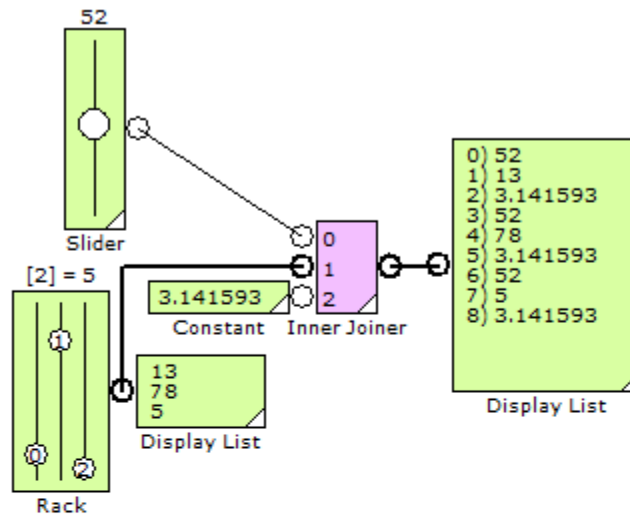 52
Slider
[2] = 5
0
1
2
Rack
13
78
5
Display List
3.141593
Constant
0
1
2
Inner Joiner
0) 52
1) 13
2) 3.141593
3) 52
4) 78
5) 3.141593
6) 52
7) 5
8) 3.141593
Display List